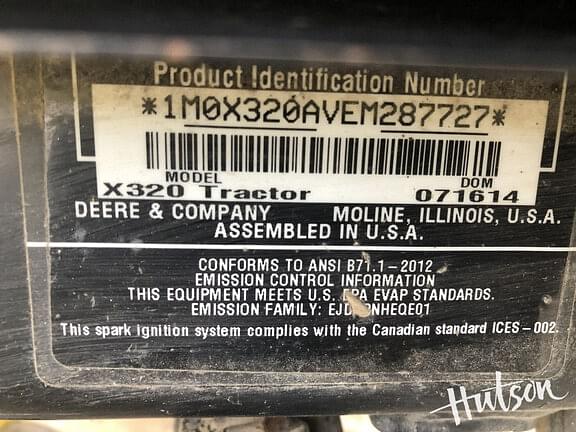 Product Identification Number
*1M0X320AVEM287727*
MODEL DOM
X320 Tractor 071614
DEERE & COMPANY MOLINE, ILLINOIS, U.S.A.
ASSEMBLED IN U.S.A.
CONFORMS TO ANSI B71.1-2012
EMISSION CONTROL INFORMATION
THIS EQUIPMENT MEETS U.S. EPA EVAP STANDARDS.
EMISSION FAMILY:
This spark ignition system complies with the Canadian standard ICES-002.
Hutson